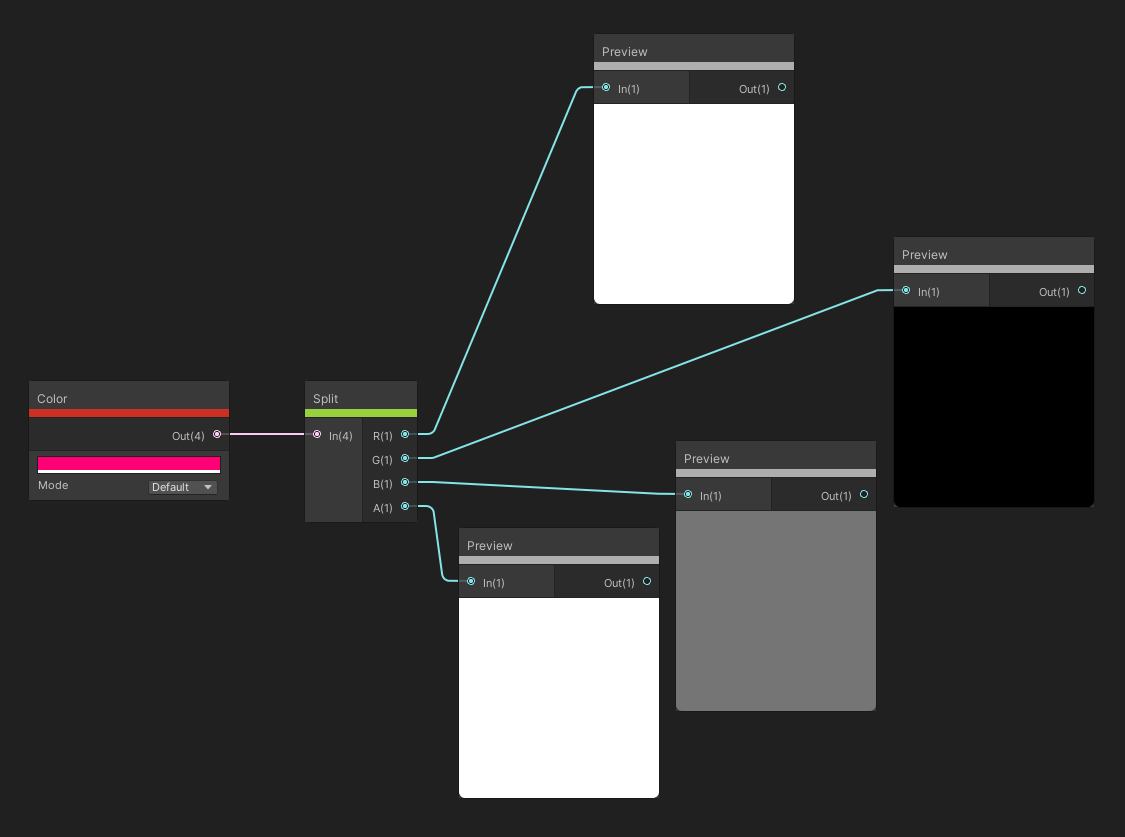 Preview
In(1)
Out(1)
Preview
In(1)
Out(1)
Color
Out(4)
Mode
Default
Split
In(4)
R(1)
G(1)
B(1)
A(1)
Preview
In(1)
Out(1)
Preview
In(1)
Out(1)